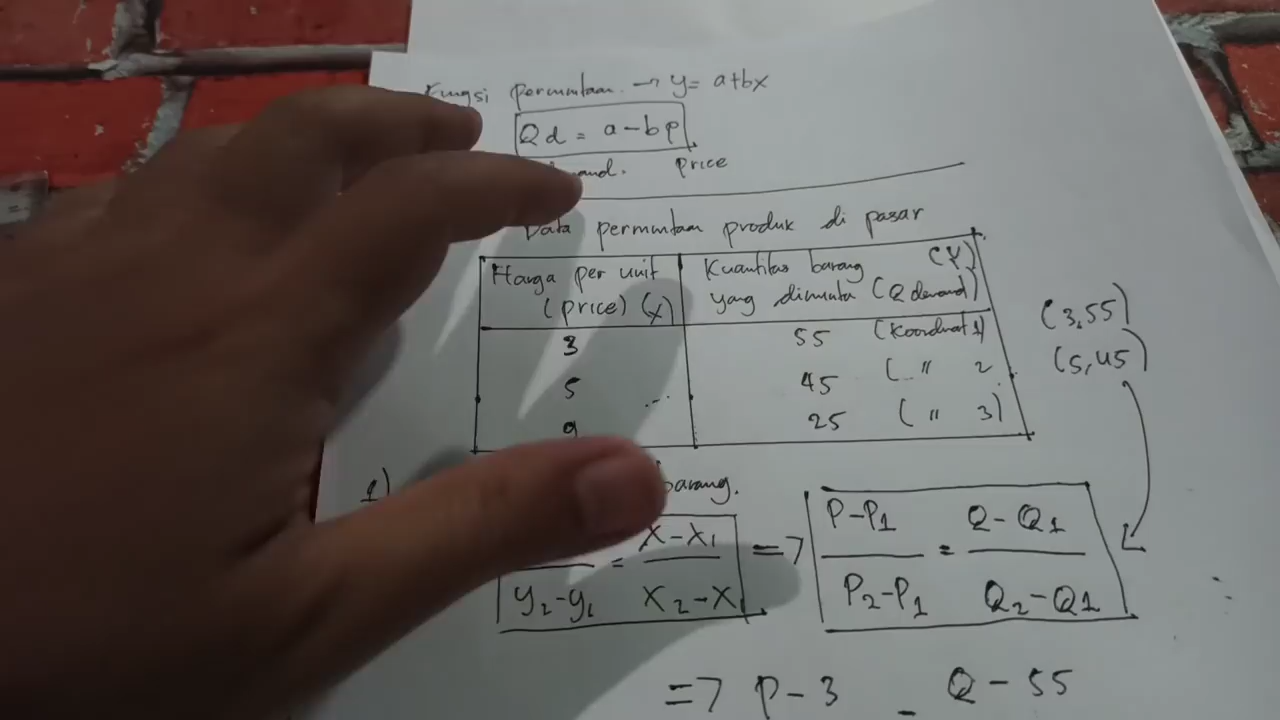 Fungsi permintaan → y = a+bx
Qd = a - bp
price
Data permintaan produk di pasar
Harga per unit (price) (x)
Kuantitas barang (Y) yang diminta (Q demand)
3 55 (Koordinat 1)
5 45 ( " 2
9 25 ( " 3)
(3,55)
(5,45)
1) barang.
y2-y1 = x-x1 x2-x
=> P-P1 / P2-P1 = Q-Q1 / Q2-Q1
=> P-3 = Q-55